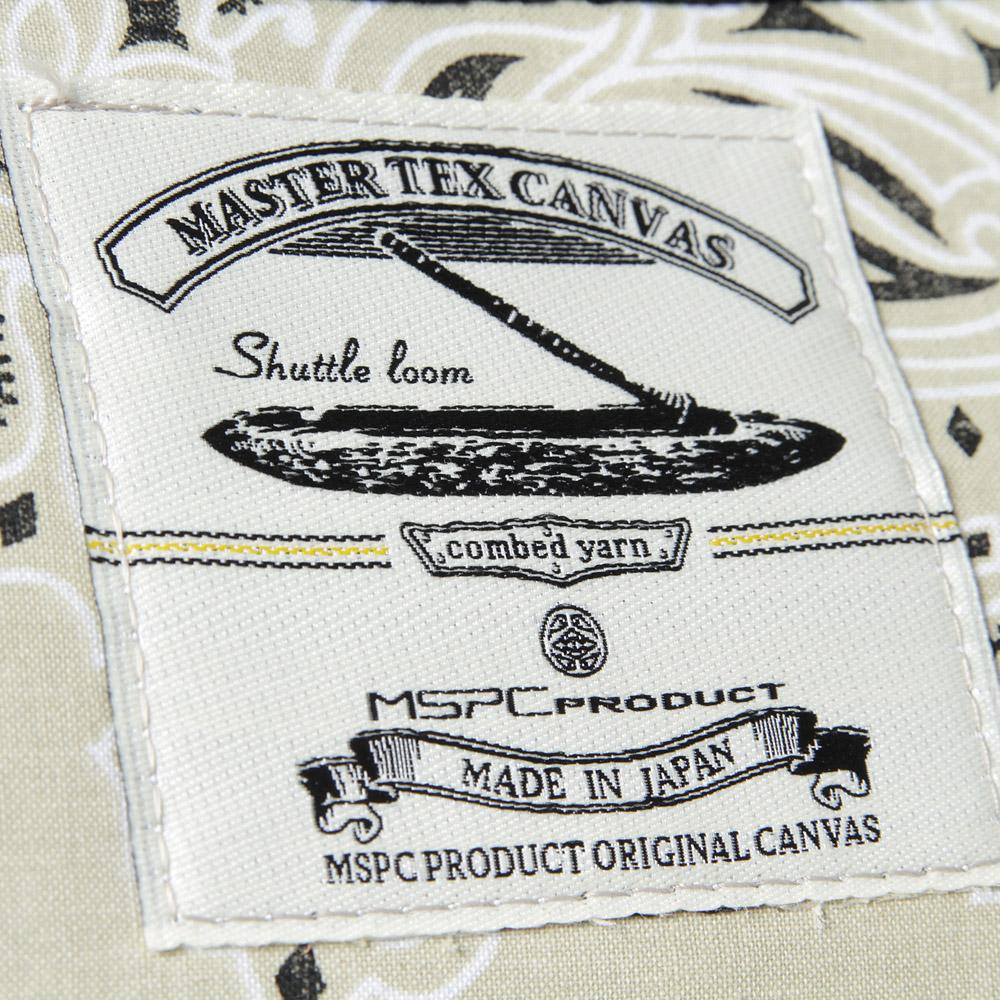 MASTER TEX CANVAS
Shuttle loom
combed yarn
MSPC PRODUCT
MADE IN JAPAN
MSPC PRODUCT ORIGINAL CANVAS